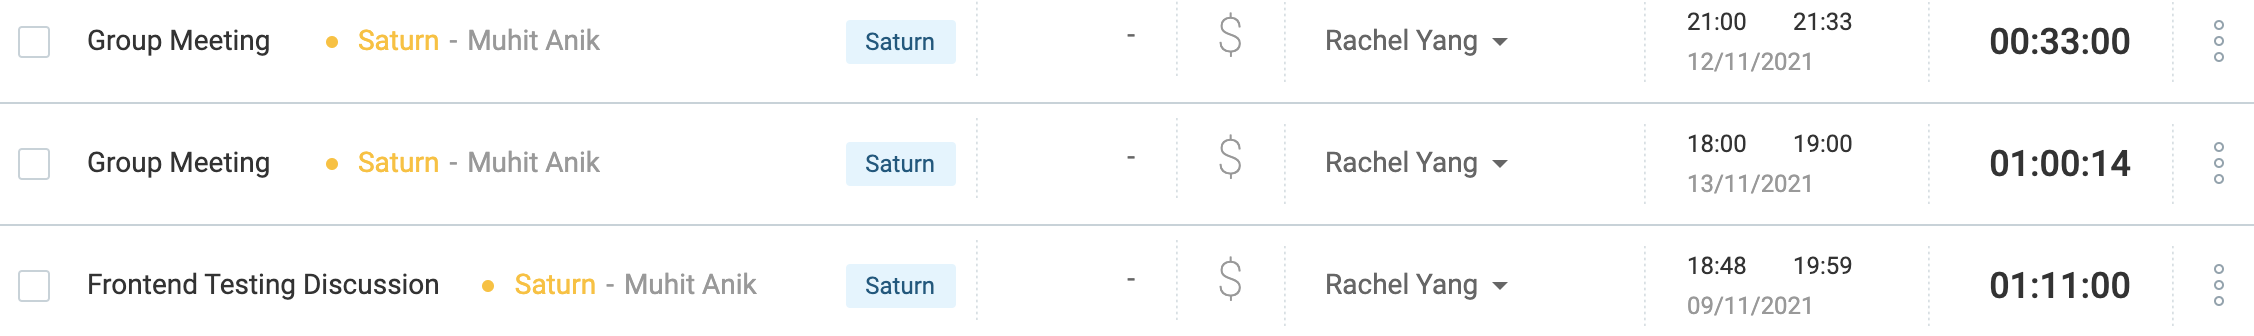 Group Meeting Saturn - Muhit Anik Saturn - $ Rachel Yang 21:00 21:33 00:33:00
12/11/2021
Group Meeting Saturn - Muhit Anik Saturn - $ Rachel Yang 18:00 19:00 01:00:14
13/11/2021
Frontend Testing Discussion Saturn - Muhit Anik Saturn - $ Rachel Yang 18:48 19:59 01:11:00
09/11/2021